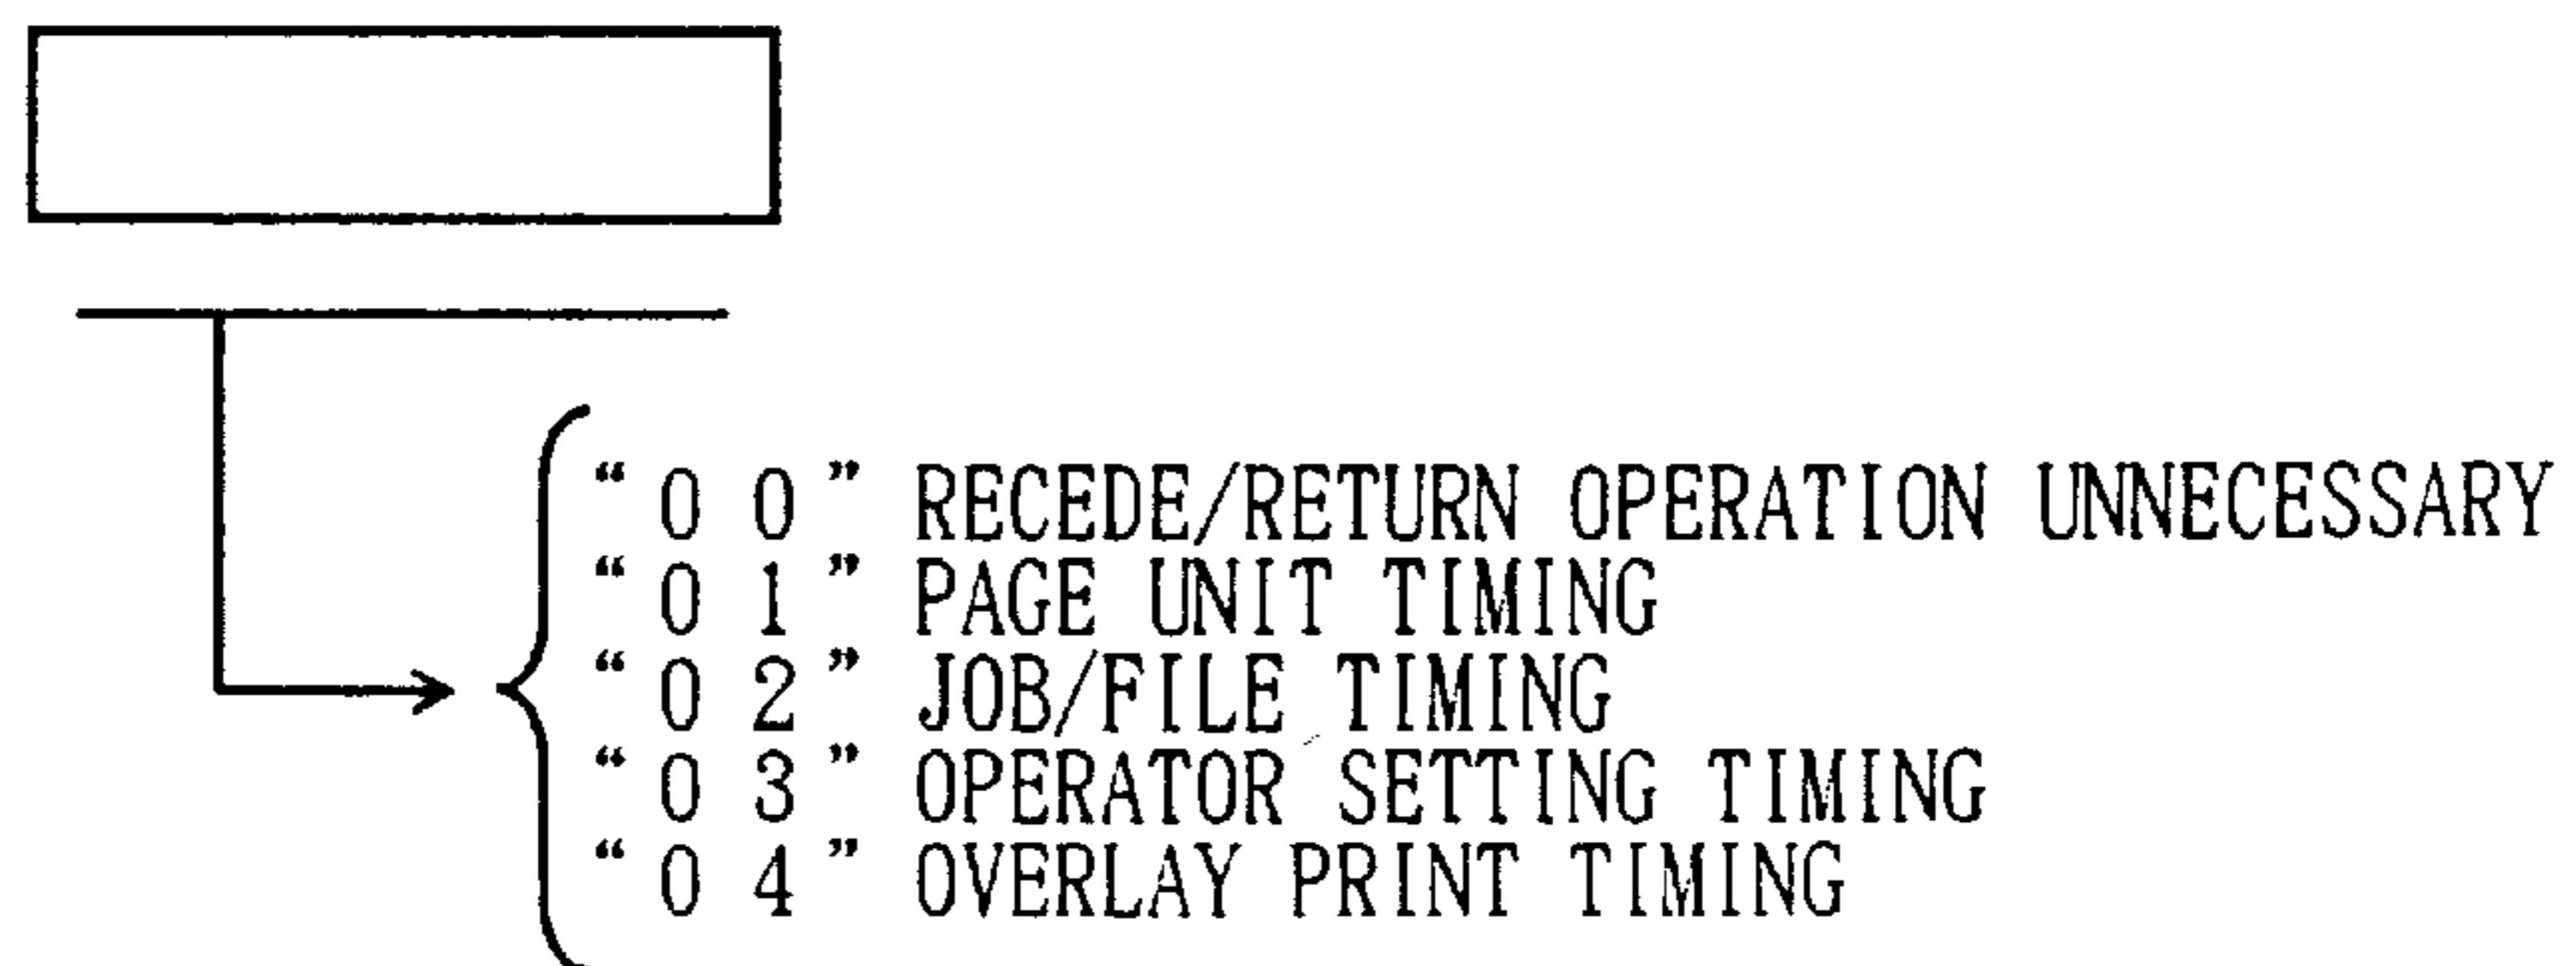 “00” RECEDE/RETURN OPERATION UNNECESSARY
“01” PAGE UNIT TIMING
“02” JOB/FILE TIMING
“03” OPERATOR SETTING TIMING
“04” OVERLAY PRINT TIMING